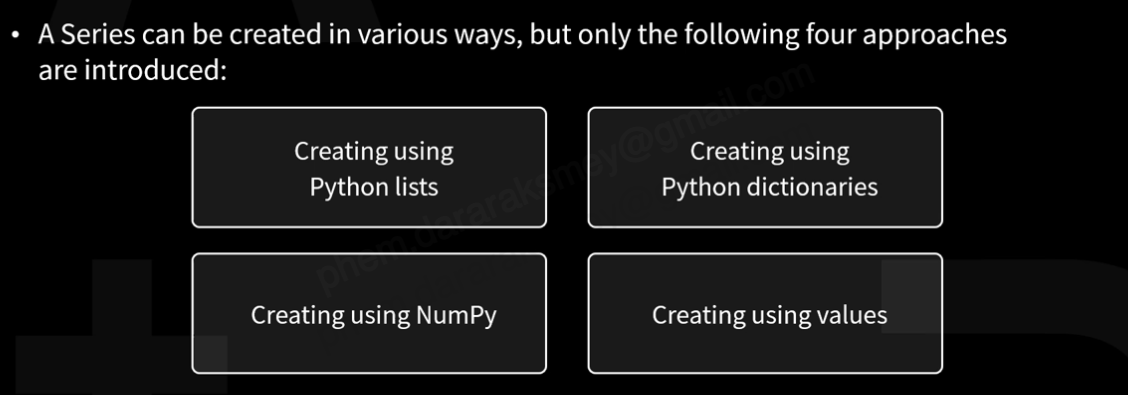 • A Series can be created in various ways, but only the following four approaches
are introduced:
Creating using
Python lists
Creating using
Python dictionaries
Creating using NumPy
Creating using values